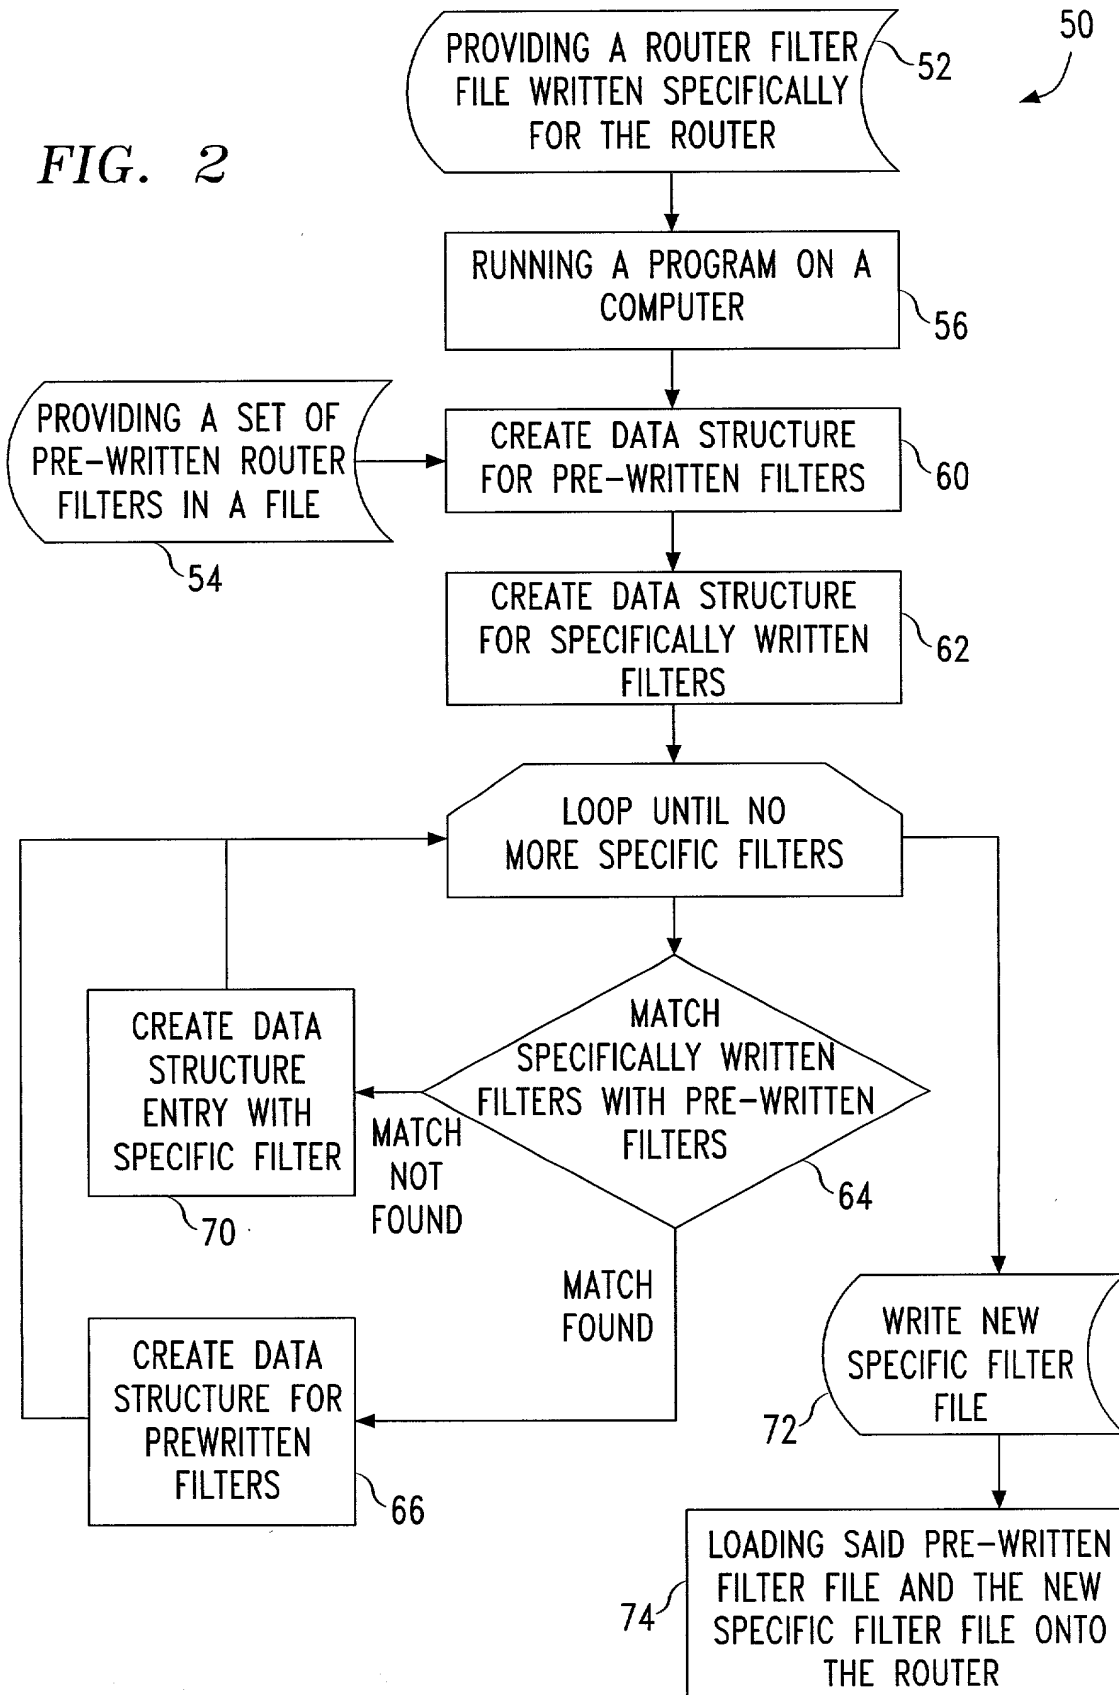 FIG. 2
50
PROVIDING A ROUTER FILTER
FILE WRITTEN SPECIFICALLY
FOR THE ROUTER
52
RUNNING A PROGRAM ON A
COMPUTER
56
PROVIDING A SET OF
PRE-WRITTEN ROUTER
FILTERS IN A FILE
54
CREATE DATA STRUCTURE
FOR PRE-WRITTEN FILTERS
60
CREATE DATA STRUCTURE
FOR SPECIFICALLY WRITTEN
FILTERS
62
LOOP UNTIL NO
MORE SPECIFIC FILTERS
MATCH
SPECIFICALLY WRITTEN
FILTERS WITH PRE-WRITTEN
FILTERS
64
MATCH
NOT
FOUND
CREATE DATA
STRUCTURE
ENTRY WITH
SPECIFIC FILTER
70
MATCH
FOUND
CREATE DATA
STRUCTURE FOR
PREWRITTEN
FILTERS
66
WRITE NEW
SPECIFIC FILTER
FILE
72
LOADING SAID PRE-WRITTEN
FILTER FILE AND THE NEW
SPECIFIC FILTER FILE ONTO
THE ROUTER
74